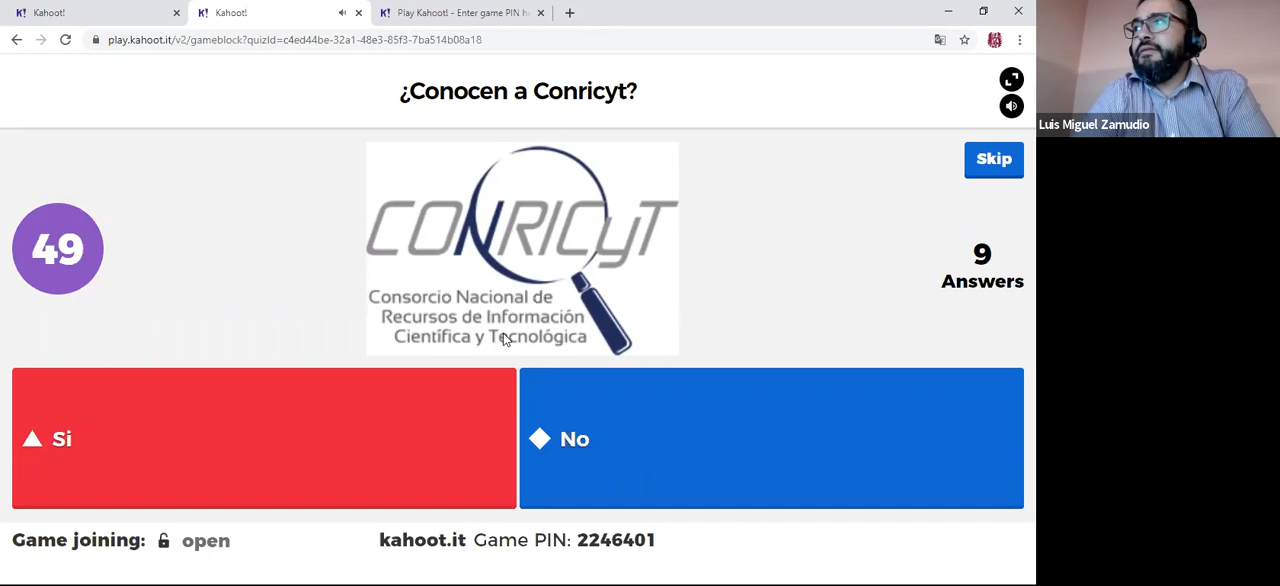 Kahoot!
Kahoot!
Play Kahoot! - Enter game PIN h
play.kahoot.it/v2/gameblock?quizId=c4ed44be-32a1-48e3-85f3-7ba514b08a18
¿Conocen a Conricyt?
Luis Miguel Zamudio
Skip
49
CONRICyT
Consorcio Nacional de
Recursos de Información
Científica y Tecnológica
9
Answers
Si
No
Game joining: open
kahoot.it Game PIN: 2246401